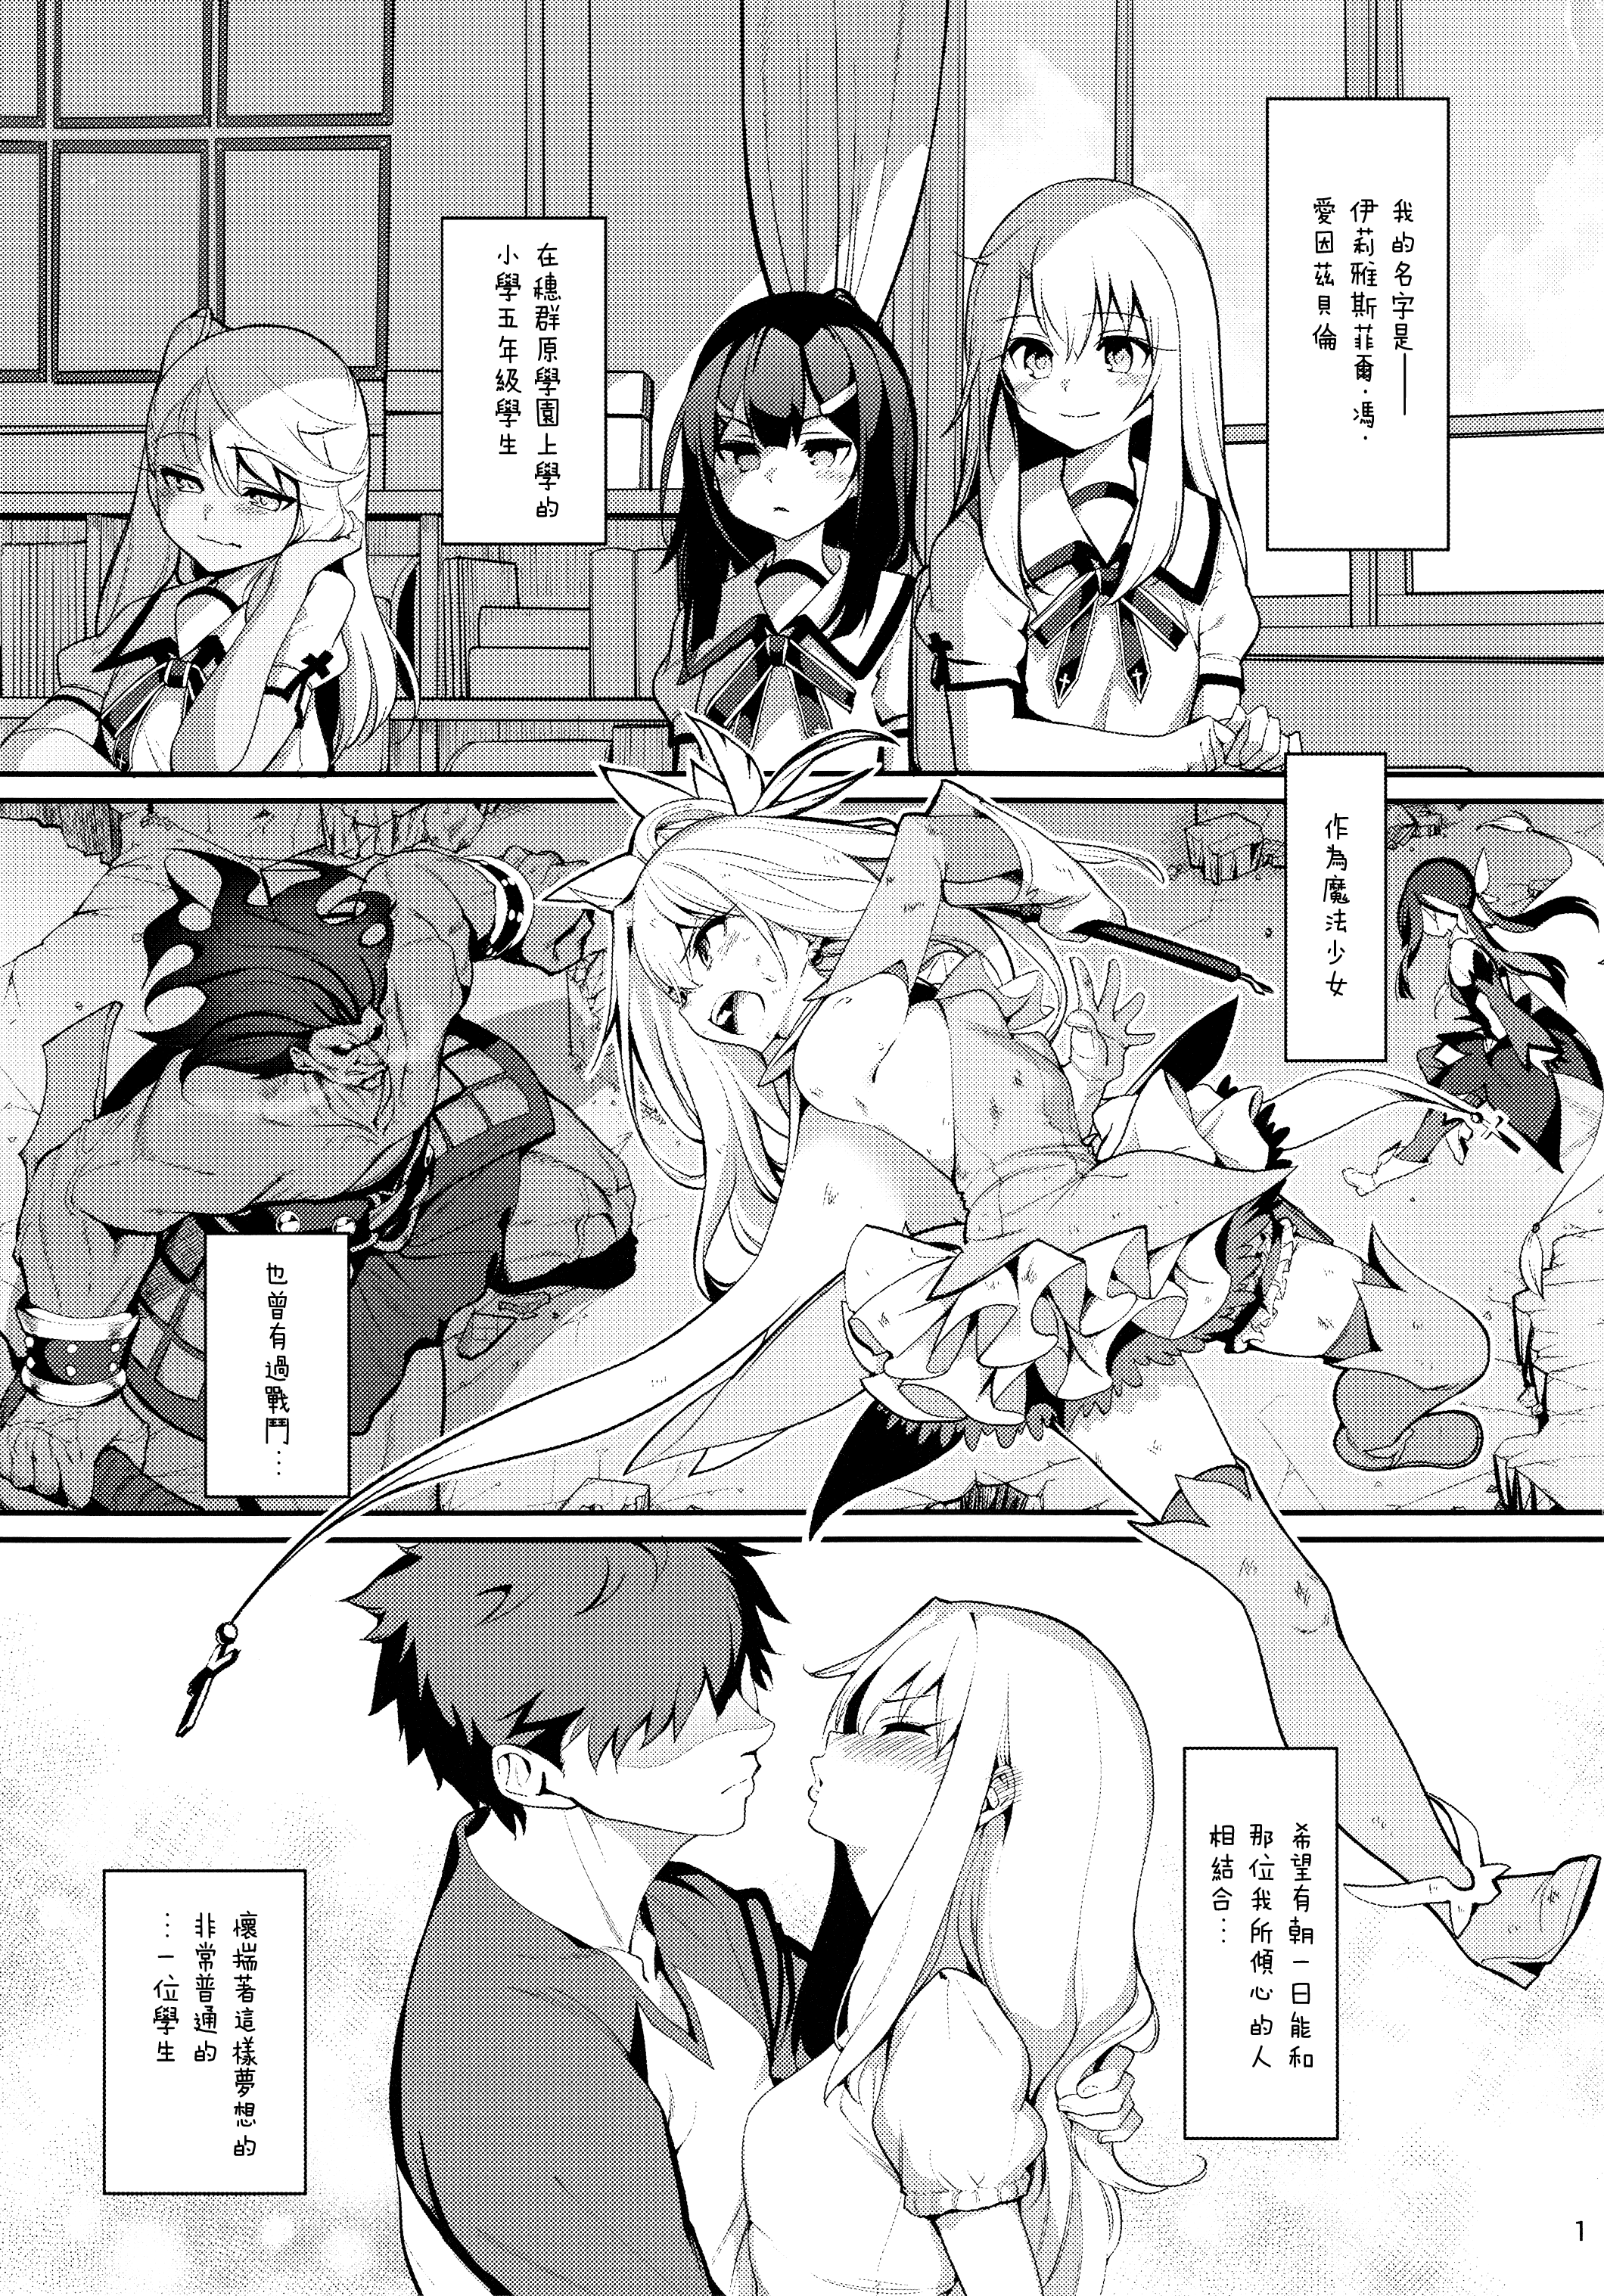 我的名字是——
伊莉雅斯菲爾·馮·
愛因茲貝倫
在穗群原學園上學的
小學五年級學生
作為魔法少女
也曾有過戰鬥…
希望有朝一日能和
那位我所傾心的人
相結合…
懷揣著這樣夢想的
非常普通的
…一位學生
1